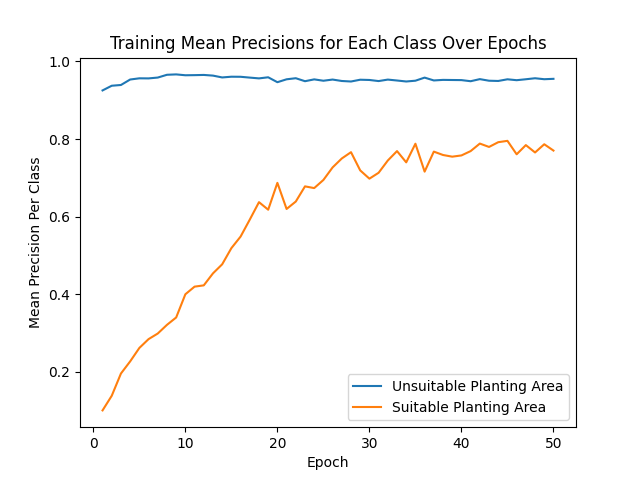 Training Mean Precisions for Each Class Over Epochs
Mean Precision Per Class
1.0
0.8
0.6
0.4
0.2
0 10 20 30 40 50
Epoch
Unsuitable Planting Area
Suitable Planting Area